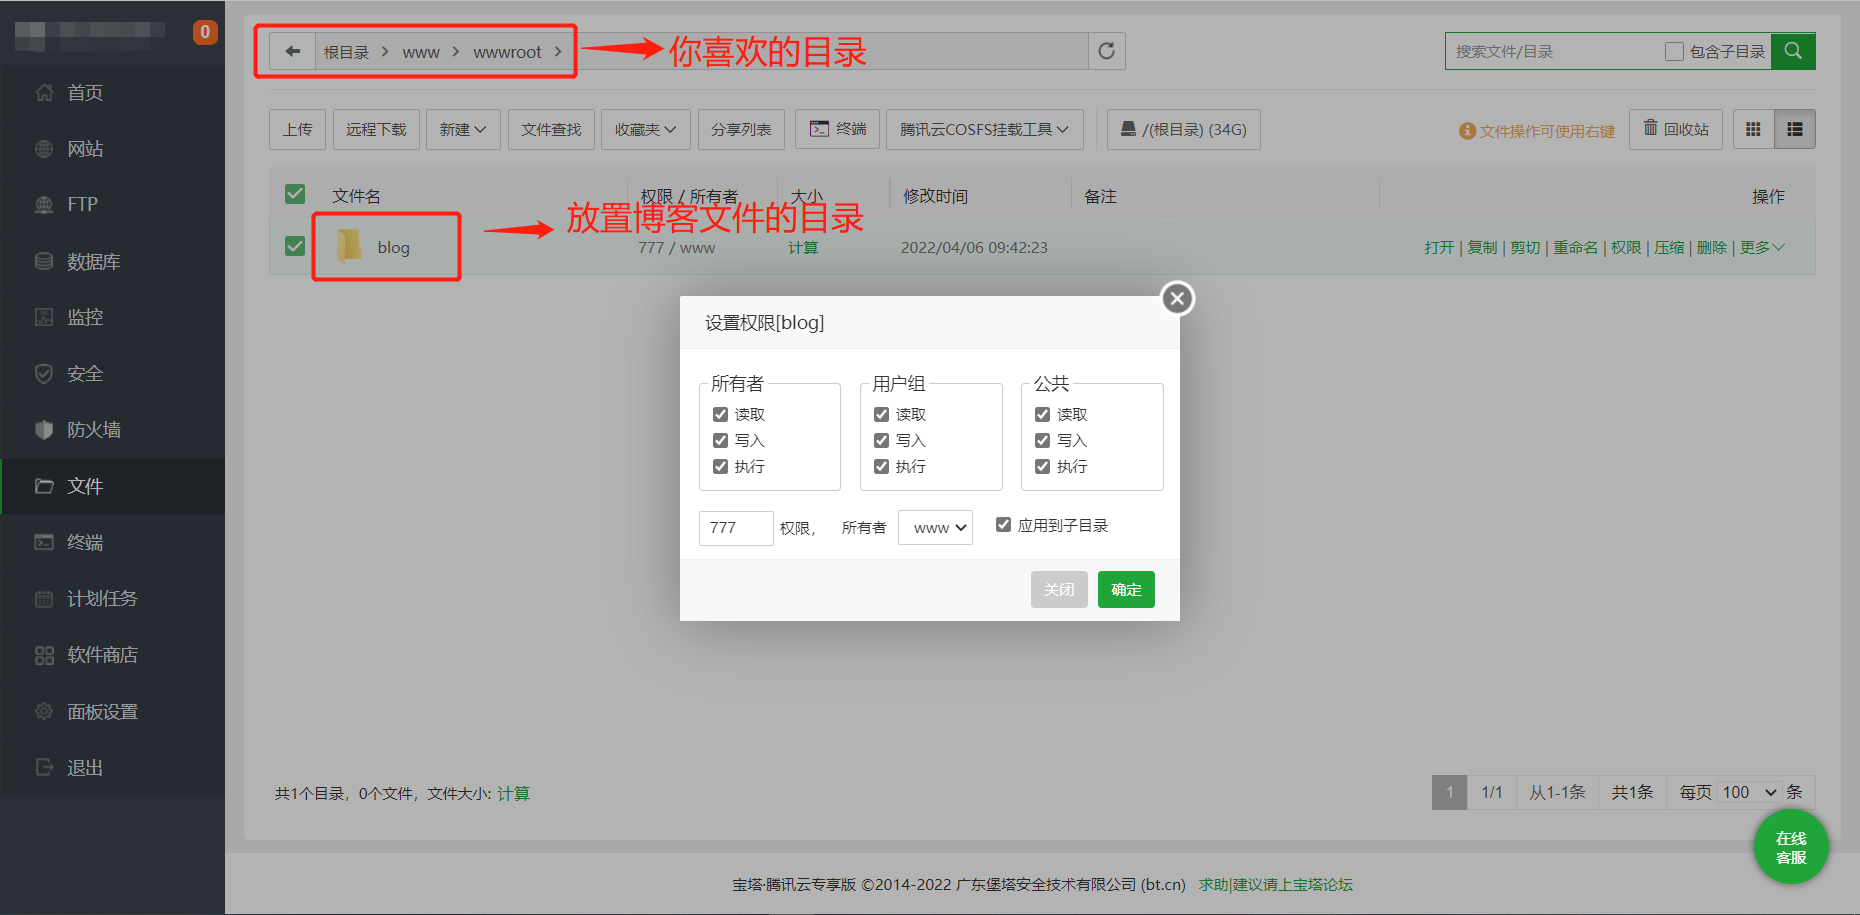 0
首页
网站
FTP
数据库
监控
安全
防火墙
文件
终端
计划任务
软件商店
面板设置
退出
根目录 > www > wwwroot >
你喜欢的目录
搜索文件/目录 包含子目录
上传 远程下载 新建 文件查找 收藏夹 分享列表 终端 腾讯云COSFS挂载工具 /(根目录) (34G) 文件操作可使用右键 回收站
文件名 权限 / 所有者 大小 修改时间 备注 操作
放置博客文件的目录
blog 777 / www 计算 2022/04/06 09:42:23 打开 | 复制 | 剪切 | 重命名 | 权限 | 压缩 | 删除 | 更多
设置权限[blog]
所有者 用户组 公共
读取 读取 读取
写入 写入 写入
执行 执行 执行
777 权限， 所有者 www 应用到子目录
关闭 确定
共1个目录，0个文件，文件大小: 计算
1 1/1 从1-1条 共1条 每页 100 条
在线
客服
宝塔·腾讯云专享版 ©2014-2022 广东堡塔安全技术有限公司 (bt.cn) 求助|建议请上宝塔论坛